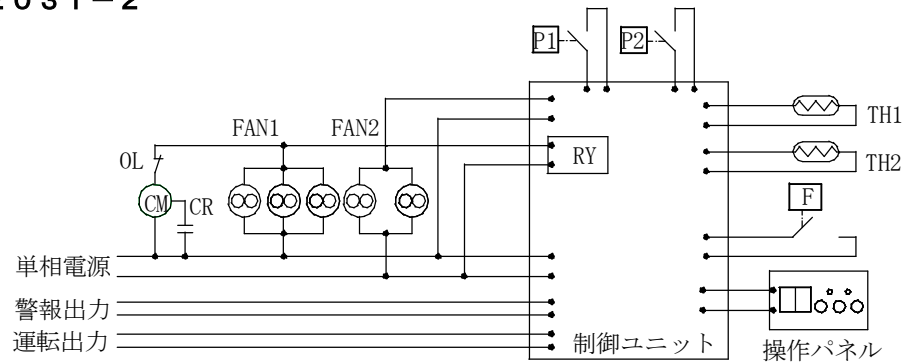 031-2
P1
P2
FAN1
FAN2
TH1
OL
RY
TH2
CM
CR
F
単相電源
警報出力
運転出力
制御ユニット
操作パネル